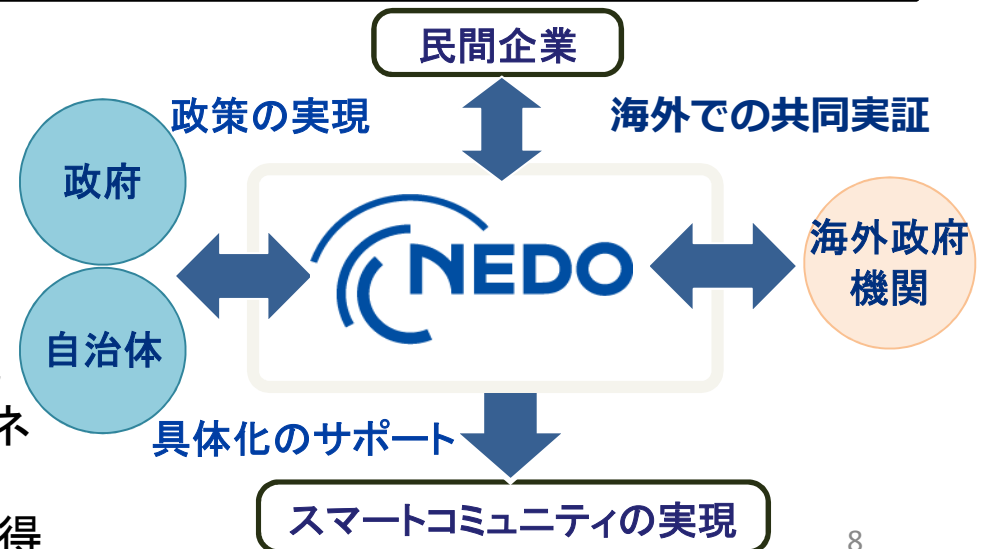 民間企業
政策の実現
海外での共同実証
政府
NEDO
海外政府
機関
自治体
ネ
具体化のサポート
得
スマートコミュニティの実現
8